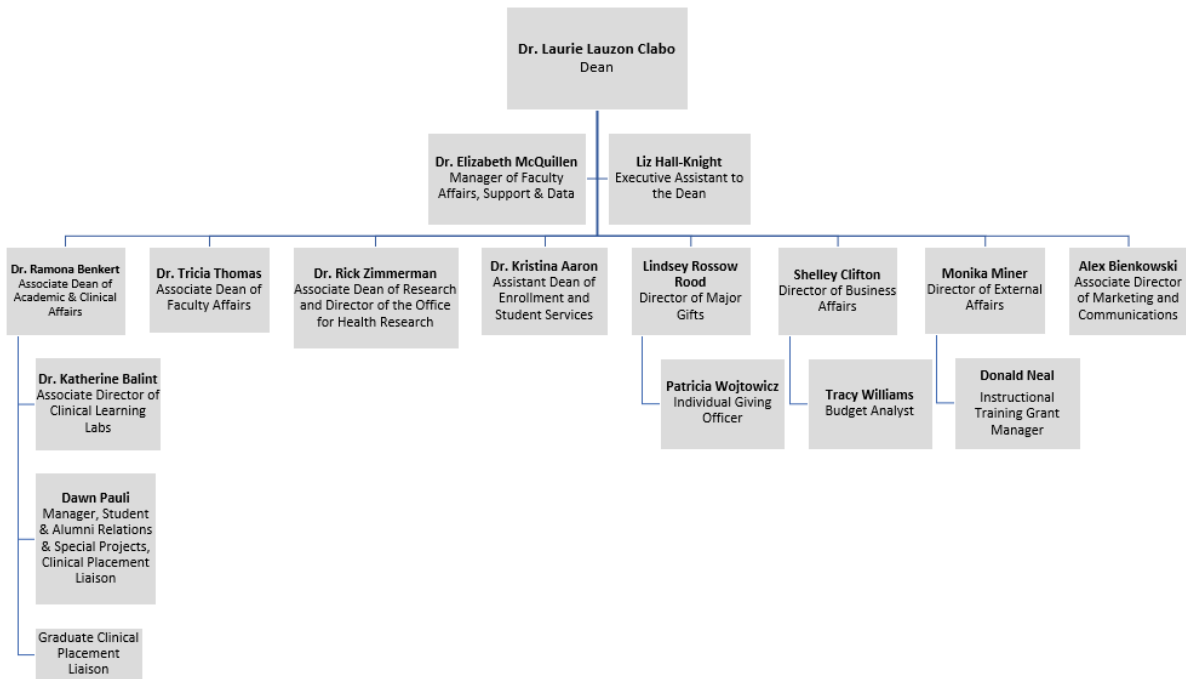 Dr. Laurie Lauzon Clabo
Dean
Dr. Elizabeth McQuillen
Manager of Faculty
Affairs, Support & Data
Liz Hall-Knight
Executive Assistant to
the Dean
Dr. Ramona Benkert
Associate Dean of
Academic & Clinical
Affairs
Dr. Tricia Thomas
Associate Dean of
Faculty Affairs
Dr. Rick Zimmerman
Associate Dean of Research
and Director of the Office
for Health Research
Dr. Kristina Aaron
Assistant Dean of
Enrollment and
Student Services
Lindsey Rossow
Rood
Director of Major
Gifts
Shelley Clifton
Director of Business
Affairs
Monika Miner
Director of External
Affairs
Alex Bienkowski
Associate Director
of Marketing and
Communications
Dr. Katherine Balint
Associate Director of
Clinical Learning
Labs
Patricia Wojtowicz
Individual Giving
Officer
Tracy Williams
Budget Analyst
Donald Neal
Instructional
Training Grant
Manager
Dawn Pauli
Manager, Student
& Alumni Relations
& Special Projects,
Clinical Placement
Liaison
Graduate Clinical
Placement
Liaison